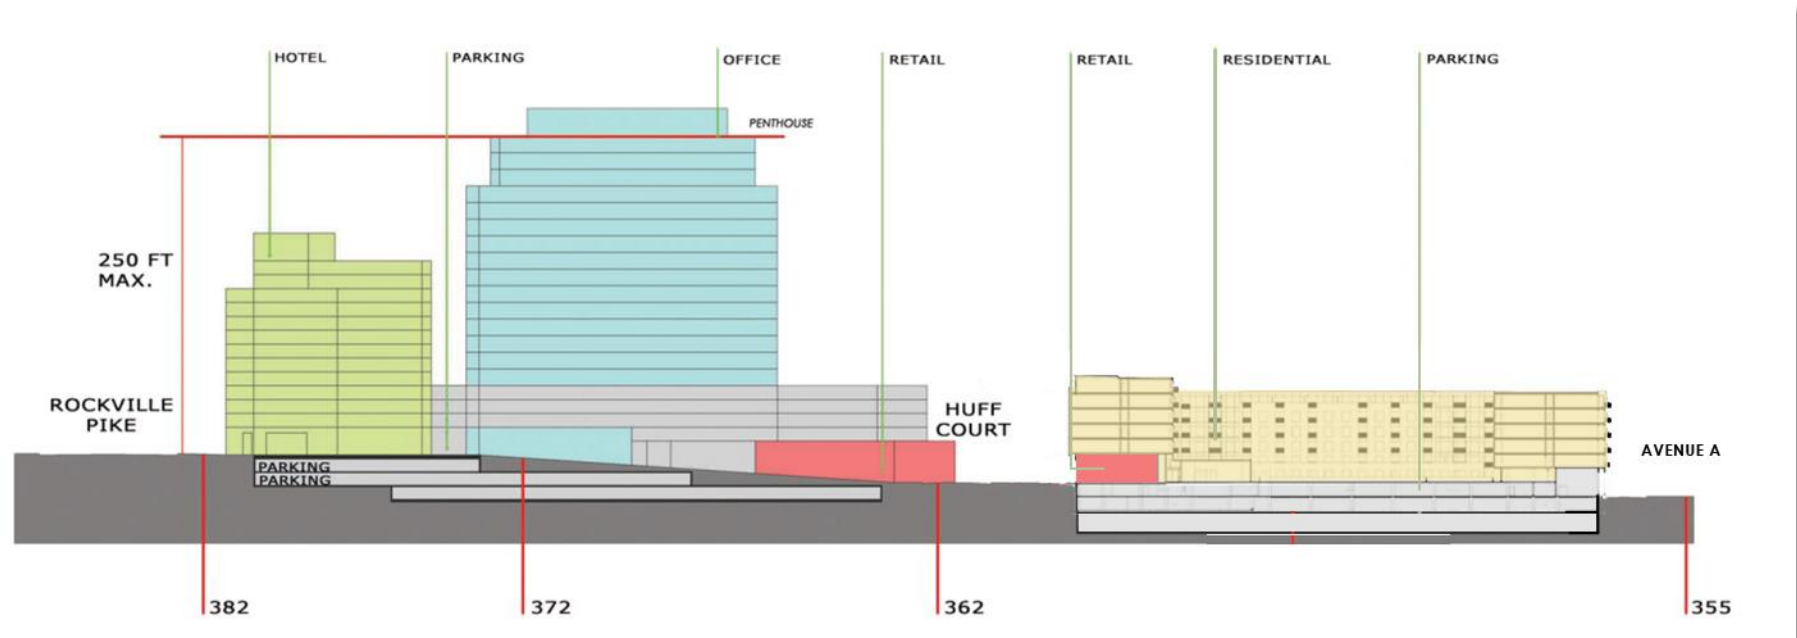 HOTEL
PARKING
OFFICE
RETAIL
RETAIL
RESIDENTIAL
PARKING
PENTHOUSE
250 FT
MAX.
ROCKVILLE
PIKE
HUFF
COURT
AVENUE A
PARKING
PARKING
382
372
362
355